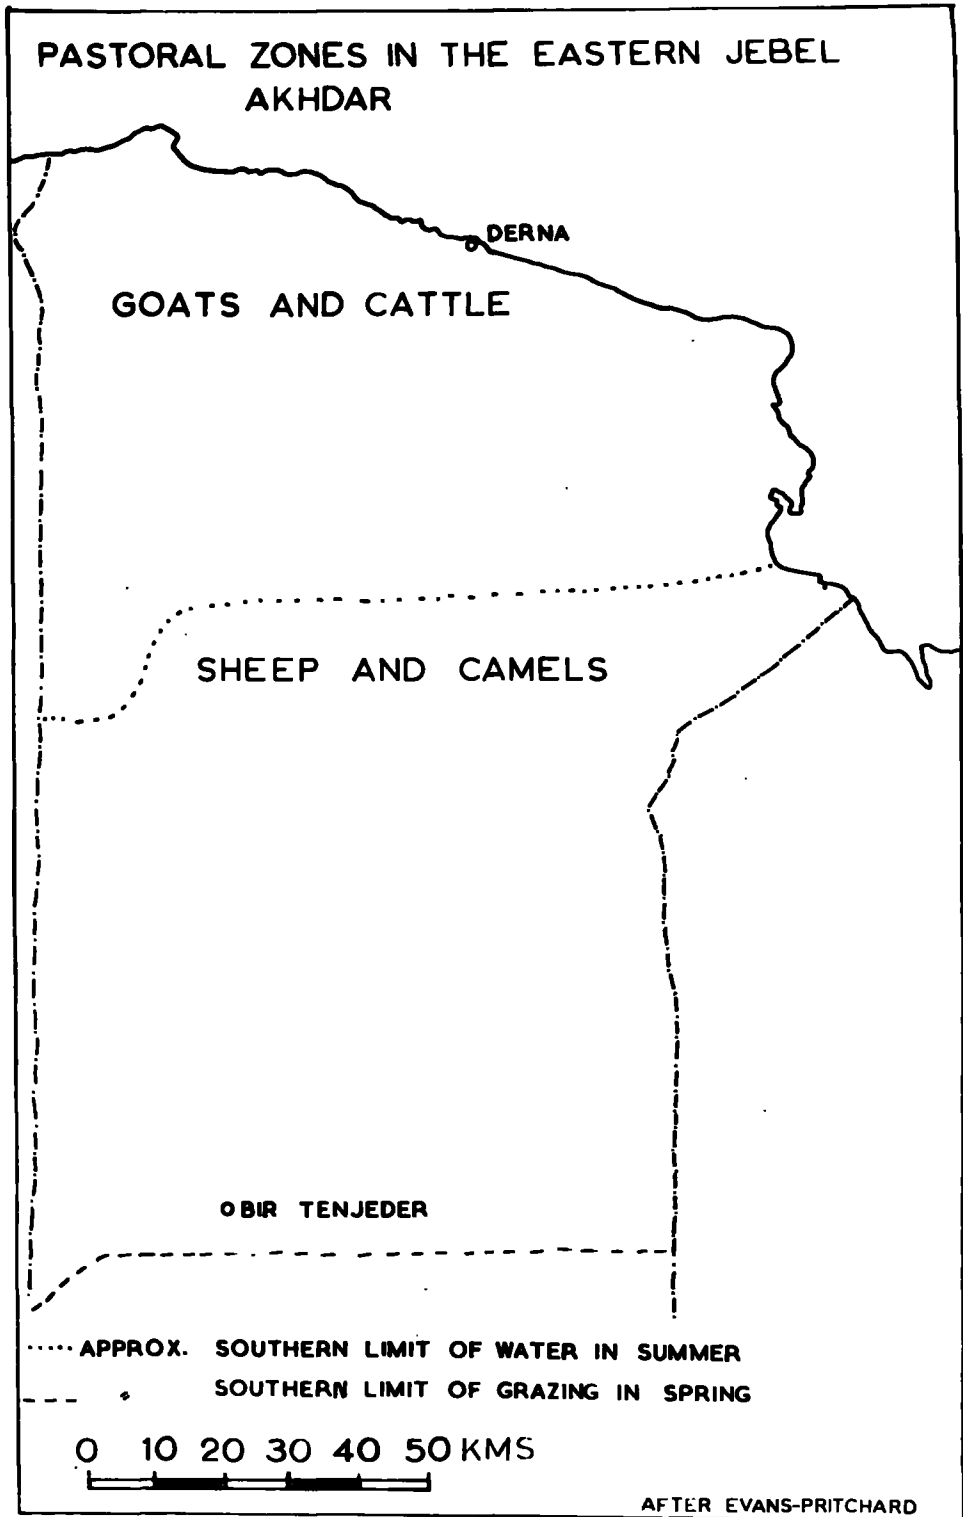 PASTORAL ZONES IN THE EASTERN JEBEL
AKHDAR
DERNA
GOATS AND CATTLE
SHEEP AND CAMELS
BIR TENJEDER
APPROX. SOUTHERN LIMIT OF WATER IN SUMMER
" SOUTHERN LIMIT OF GRAZING IN SPRING
0 10 20 30 40 50 KMS
AFTER EVANS-PRITCHARD